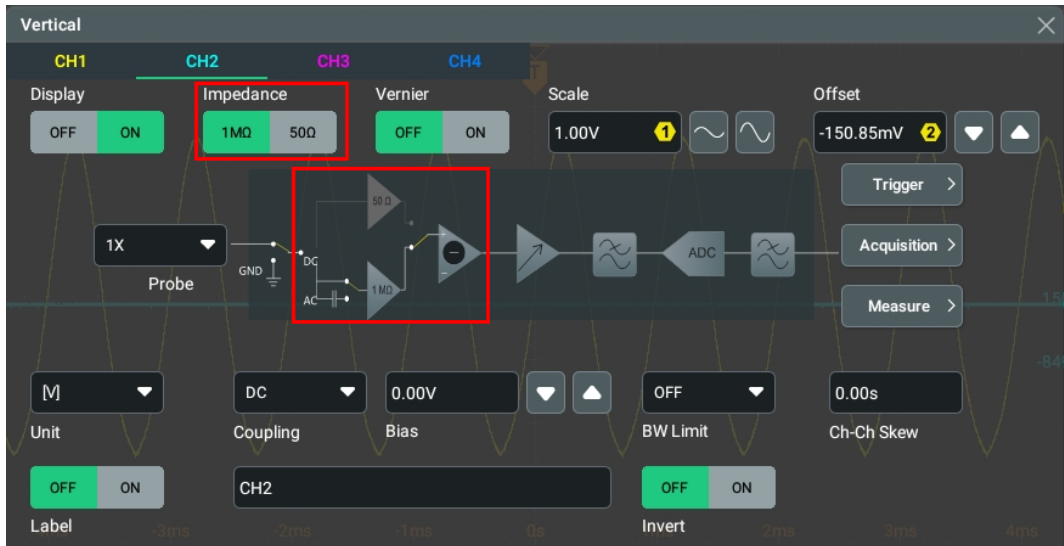 Vertical
CH1 CH2 CH3 CH4
Display Impedance Vernier Scale Offset
OFF ON 1MΩ 50Ω OFF ON 1.00V 1 -150.85mV 2
T
Trigger
50 Ω
1X DC ADC Acquisition
GND
Probe 1 MΩ
AC Measure
[V] DC 0.00V OFF 0.00s
Unit Coupling Bias BW Limit Ch-Ch Skew
OFF ON CH2 OFF ON
Label -3ms -2ms -1ms 0s Invert 2ms 3ms 4ms